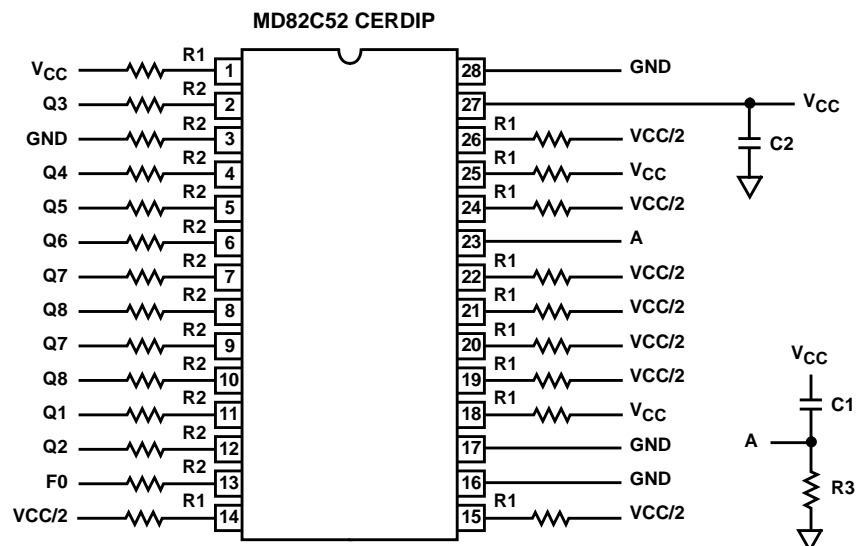 MD82C52 CERDIP
VCC R1 1
Q3 R2 2
GND R2 3
Q4 R2 4
Q5 R2 5
Q6 R2 6
Q7 R2 7
Q8 R2 8
Q7 R2 9
Q8 R2 10
Q1 R2 11
Q2 R2 12
F0 R2 13
VCC/2 R1 14
28 GND
27 VCC
C2
26 R1 VCC/2
25 R1 VCC
24 R1 VCC/2
23 A
22 R1 VCC/2
21 R1 VCC/2
20 R1 VCC/2
19 R1 VCC/2
18 R1 VCC
17 GND
16 GND
15 R1 VCC/2
VCC
C1
A
R3